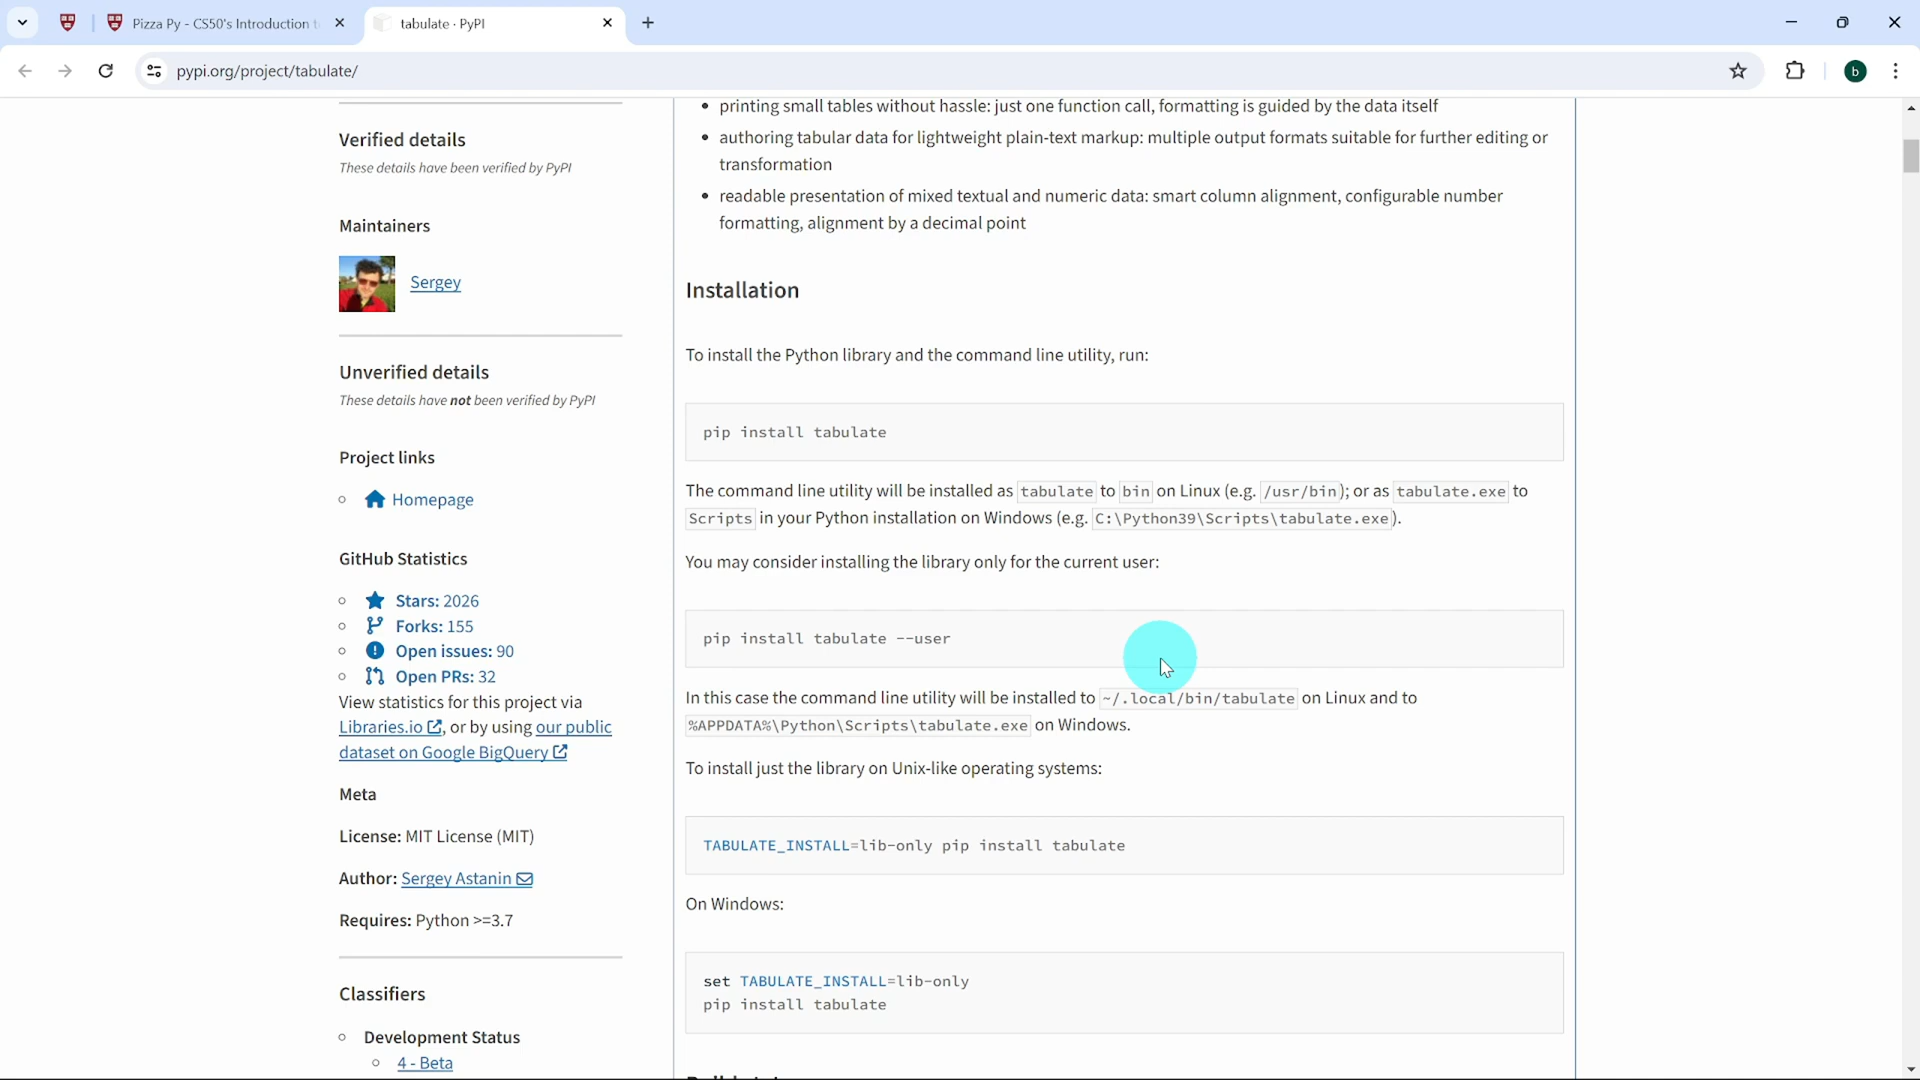 Pizza Py - CS50's Introduction t
tabulate · PyPI
pypi.org/project/tabulate/
b
Verified details
These details have been verified by PyPI
Maintainers
Sergey
Unverified details
These details have not been verified by PyPI
Project links
Homepage
GitHub Statistics
Stars: 2026
Forks: 155
Open issues: 90
Open PRs: 32
View statistics for this project via
Libraries.io, or by using our public
dataset on Google BigQuery
Meta
License: MIT License (MIT)
Author: Sergey Astanin
Requires: Python >=3.7
Classifiers
Development Status
4 - Beta
printing small tables without hassle: just one function call, formatting is guided by the data itself
authoring tabular data for lightweight plain-text markup: multiple output formats suitable for further editing or
transformation
readable presentation of mixed textual and numeric data: smart column alignment, configurable number
formatting, alignment by a decimal point
Installation
To install the Python library and the command line utility, run:
pip install tabulate
The command line utility will be installed as tabulate to bin on Linux (e.g. /usr/bin); or as tabulate.exe to
Scripts in your Python installation on Windows (e.g. C:\Python39\Scripts\tabulate.exe).
You may consider installing the library only for the current user:
pip install tabulate --user
In this case the command line utility will be installed to ~/.local/bin/tabulate on Linux and to
%APPDATA%\Python\Scripts\tabulate.exe on Windows.
To install just the library on Unix-like operating systems:
TABULATE_INSTALL=lib-only pip install tabulate
On Windows:
set TABULATE_INSTALL=lib-only
pip install tabulate